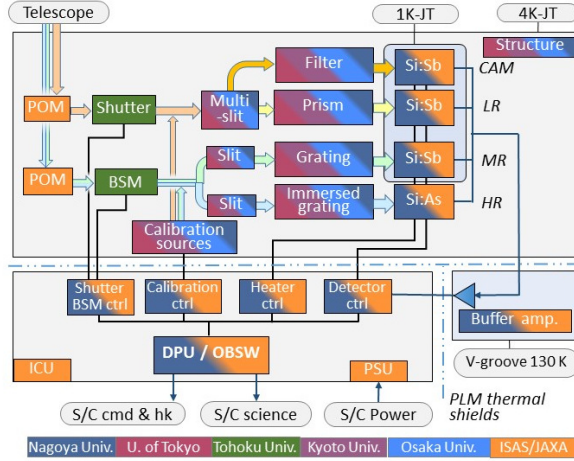 Telescope
1K-JT
4K-JT
Structure
Filter
Si:Sb
CAM
POM
Shutter
Multi
-slit
Prism
Si:Sb
LR
POM
BSM
Slit
Grating
Si:Sb
MR
Slit
Immersed
grating
Si:As
HR
Calibration
sources
Shutter
BSM ctrl
Calibration
ctrl
Heater
ctrl
Detector
ctrl
Buffer amp.
DPU / OBSW
ICU
PSU
V-groove 130 K
S/C cmd & hk
S/C science
S/C Power
PLM thermal
shields
Nagoya Univ.
U. of Tokyo
Tohoku Univ.
Kyoto Univ.
Osaka Univ.
ISAS/JAXA